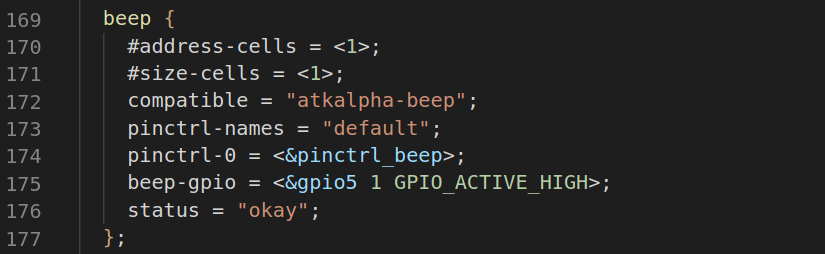 169 beep {
170 #address-cells = <1>;
171 #size-cells = <1>;
172 compatible = "atkalpha-beep";
173 pinctrl-names = "default";
174 pinctrl-0 = <&pinctrl_beep>;
175 beep-gpio = <&gpio5 1 GPIO_ACTIVE_HIGH>;
176 status = "okay";
177 };